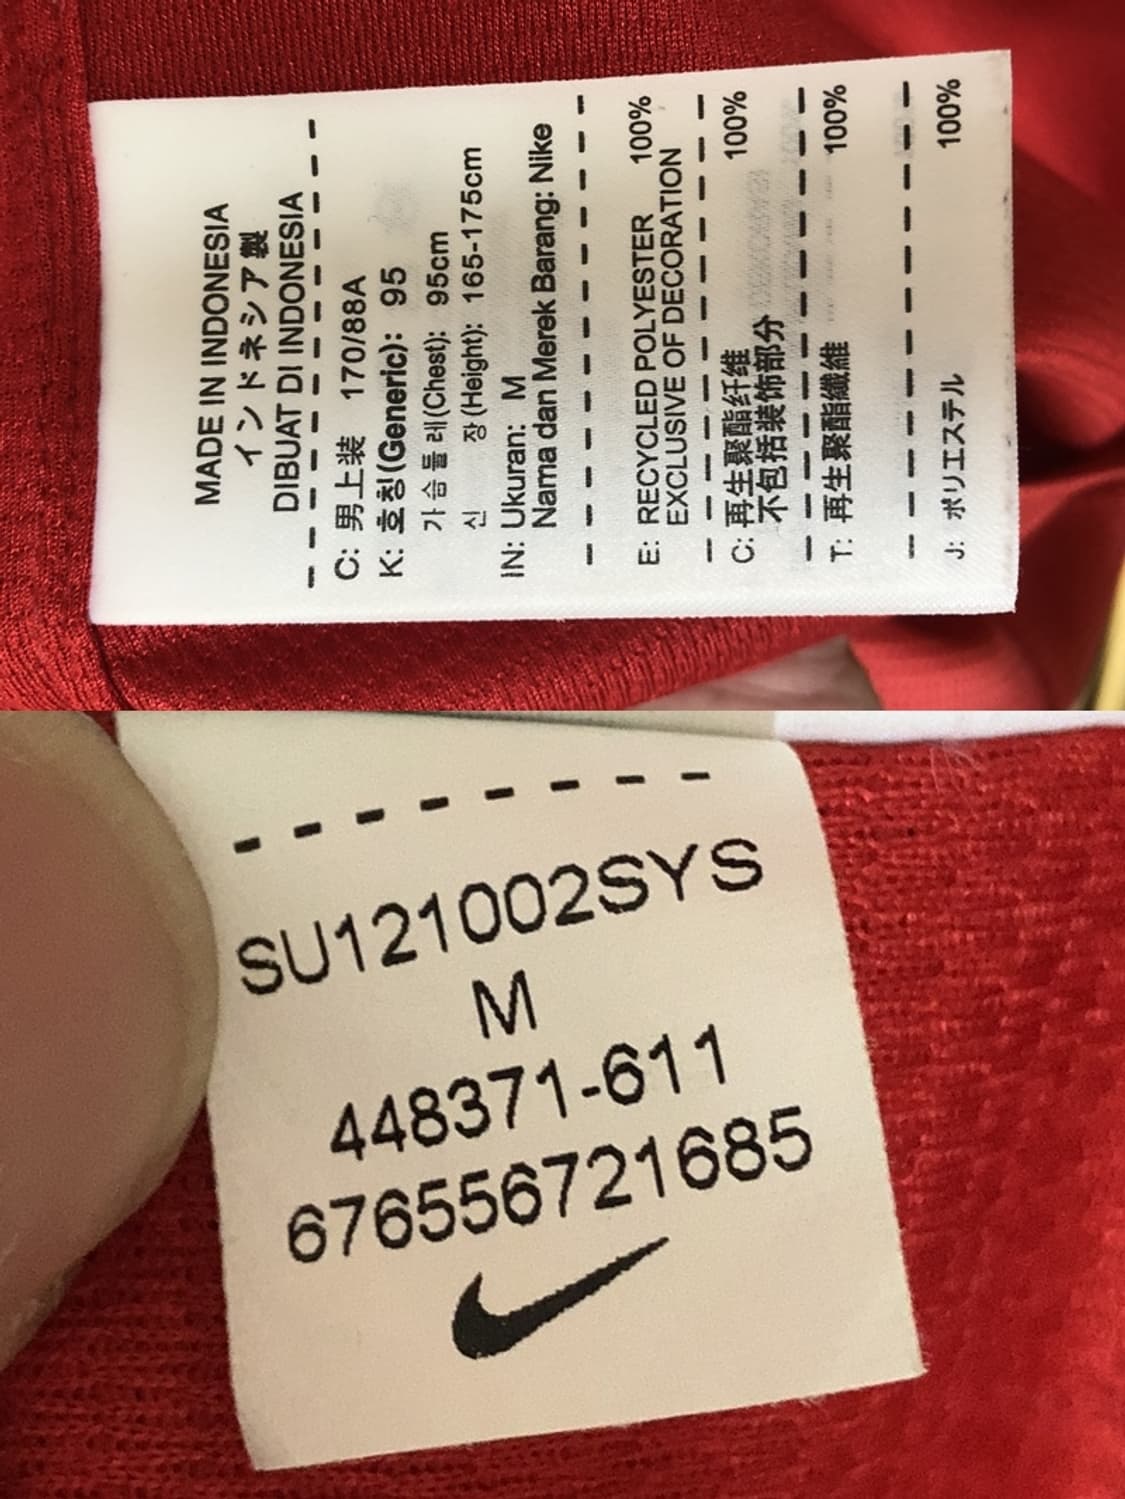 MADE IN INDONESIA
インドネシア製
DIBUAT DI INDONESIA
C: 男上装 170/88A
K: 호칭(Generic): 95
가슴둘레(Chest): 95cm
신 장(Height): 165-175cm
IN: Ukuran: M
Nama dan Merek Barang: Nike
E: RECYCLED POLYESTER 100%
EXCLUSIVE OF DECORATION
C: 再生聚酯纤维 100%
不包括装饰部分
T: 再生聚酯纖維 100%
J: ポリエステル 100%
SU121002SYS
M
448371-611
676556721685